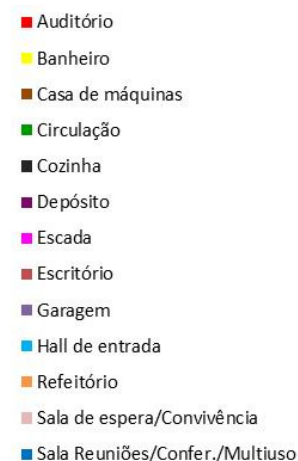 Auditório
Banheiro
Casa de máquinas
Circulação
Cozinha
Depósito
Escada
Escritório
Garagem
Hall de entrada
Refeitório
Sala de espera/Convivência
Sala Reuniões/Confer./Multiuso